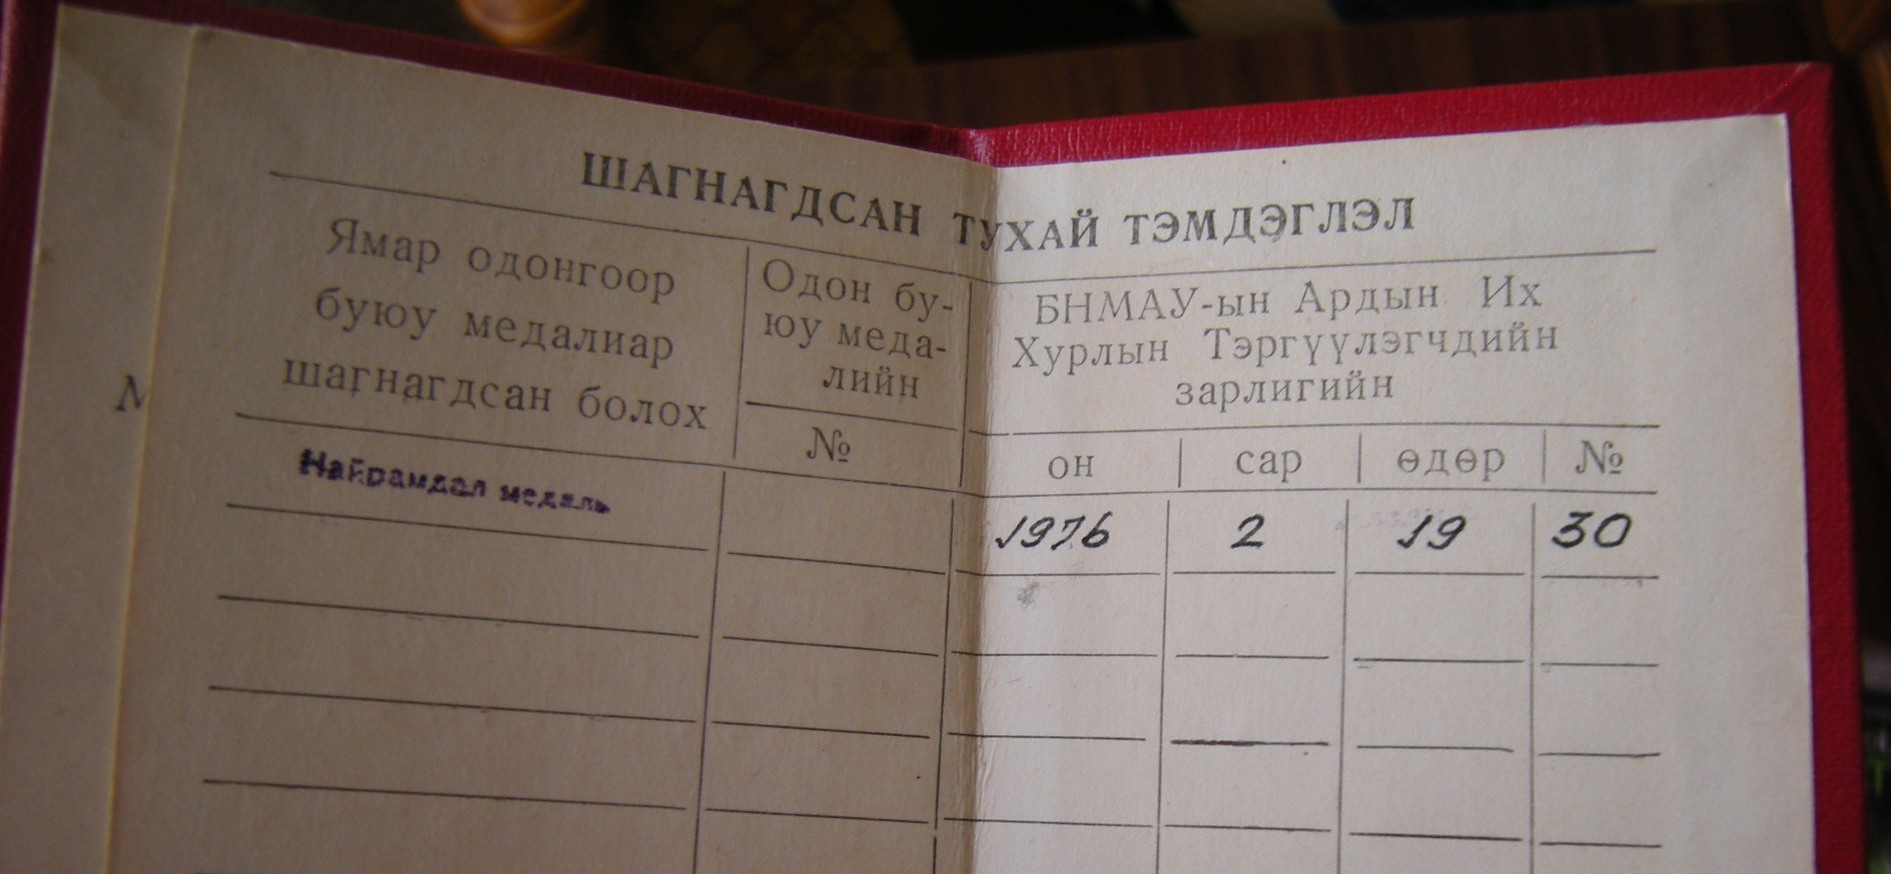 ШАГНАГДСАН ТУХАЙ ТЭМДЭГЛЭЛ
Ямар одонгоор
буюу медалиар
шагнагдсан болох
Одон бу-
юу меда-
лийн
№
БНМАУ-ын Ардын Их
Хурлын Тэргүүлэгчдийн
зарлигийн
он сар өдөр №
Найрамдал медаль
1976 2 19 30